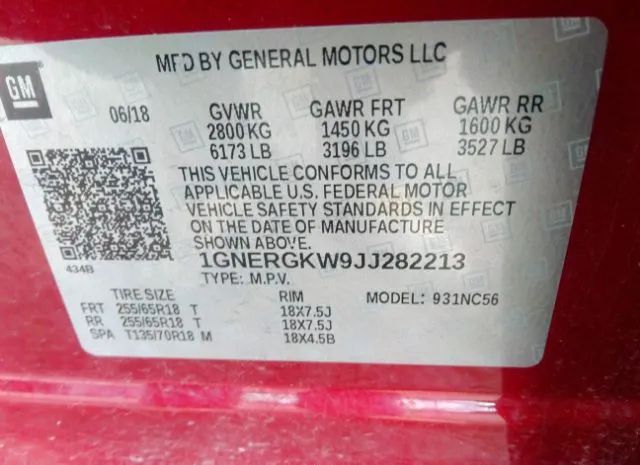 MFD BY GENERAL MOTORS LLC
GM
06/18 GVWR GAWR FRT GAWR RR
2800 KG 1450 KG 1600 KG
6173 LB 3196 LB 3527 LB
THIS VEHICLE CONFORMS TO ALL
APPLICABLE U.S. FEDERAL MOTOR
VEHICLE SAFETY STANDARDS IN EFFECT
ON THE DATE OF MANUFACTURE
SHOWN ABOVE.
434B
1GNERGKW9JJ282213
TYPE: M.P.V.
TIRE SIZE RIM MODEL: 931NC56
FRT 255/65R18 T 18X7.5J
RR 255/65R18 T 18X7.5J
SPA T135/70R18 M 18X4.5B